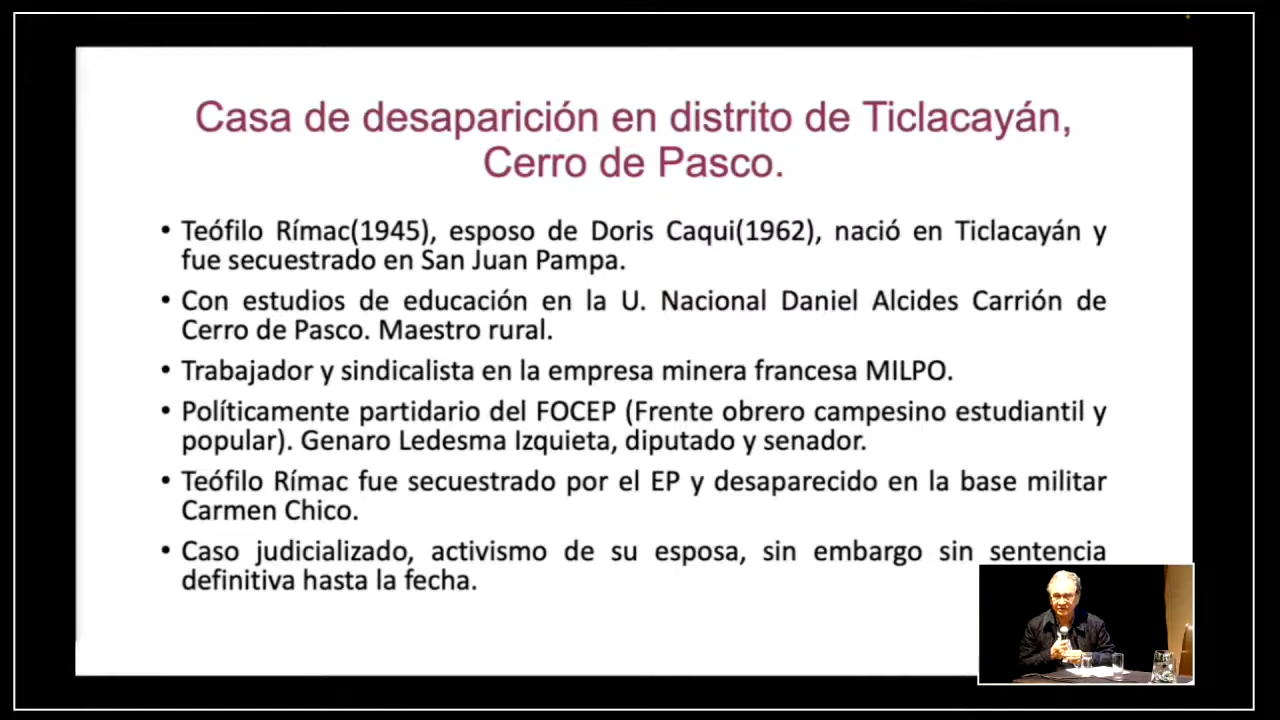 Casa de desaparición en distrito de Ticlacayán,
Cerro de Pasco.
• Teófilo Rímac(1945), esposo de Doris Caqui(1962), nació en Ticlacayán y
fue secuestrado en San Juan Pampa.
• Con estudios de educación en la U. Nacional Daniel Alcides Carrión de
Cerro de Pasco. Maestro rural.
• Trabajador y sindicalista en la empresa minera francesa MILPO.
• Políticamente partidario del FOCEP (Frente obrero campesino estudiantil y
popular). Genaro Ledesma Izquieta, diputado y senador.
• Teófilo Rímac fue secuestrado por el EP y desaparecido en la base militar
Carmen Chico.
• Caso judicializado, activismo de su esposa, sin embargo sin sentencia
definitiva hasta la fecha.